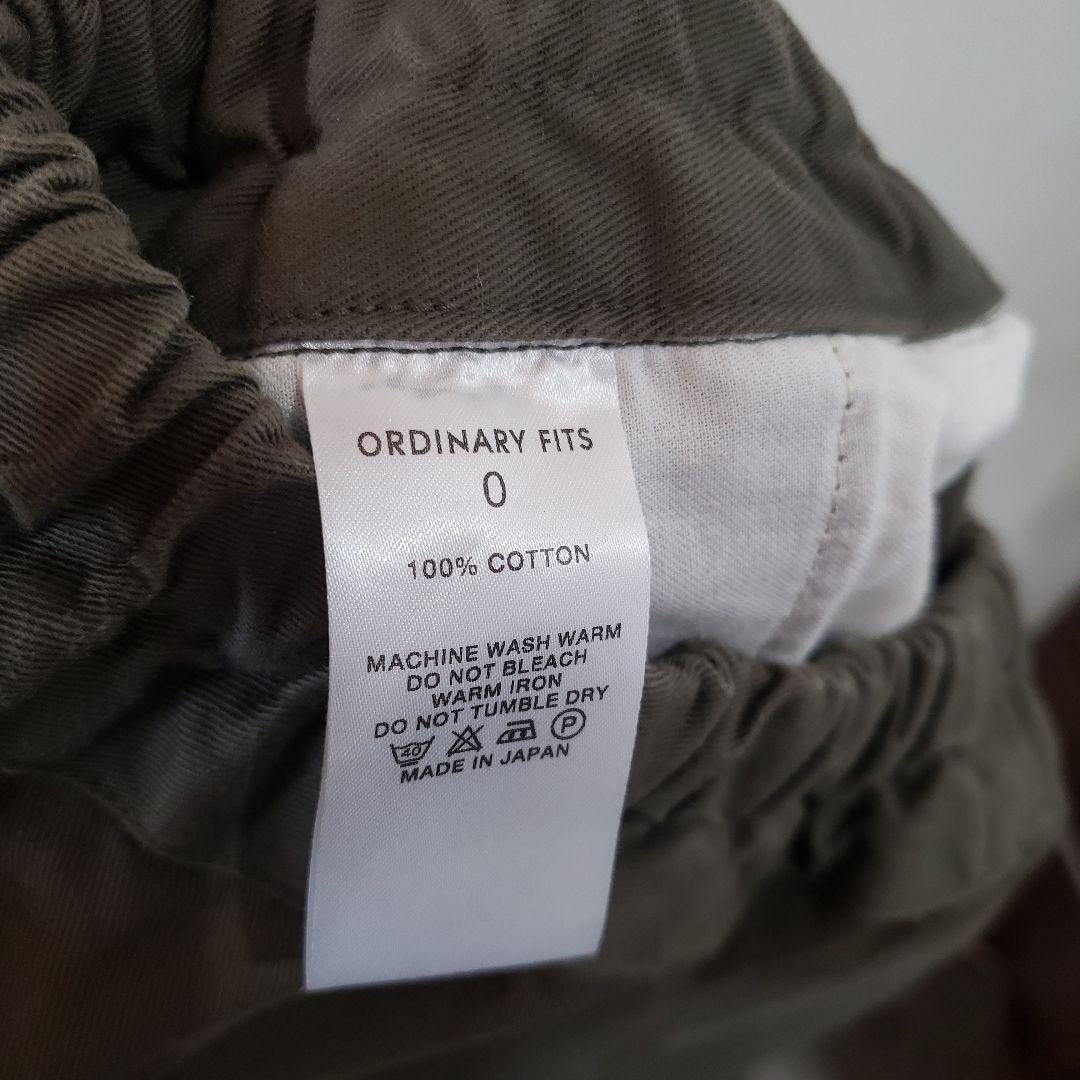 ORDINARY FITS
0
100% COTTON
MACHINE WASH WARM
DO NOT BLEACH
WARM IRON
DO NOT TUMBLE DRY
40 P
MADE IN JAPAN